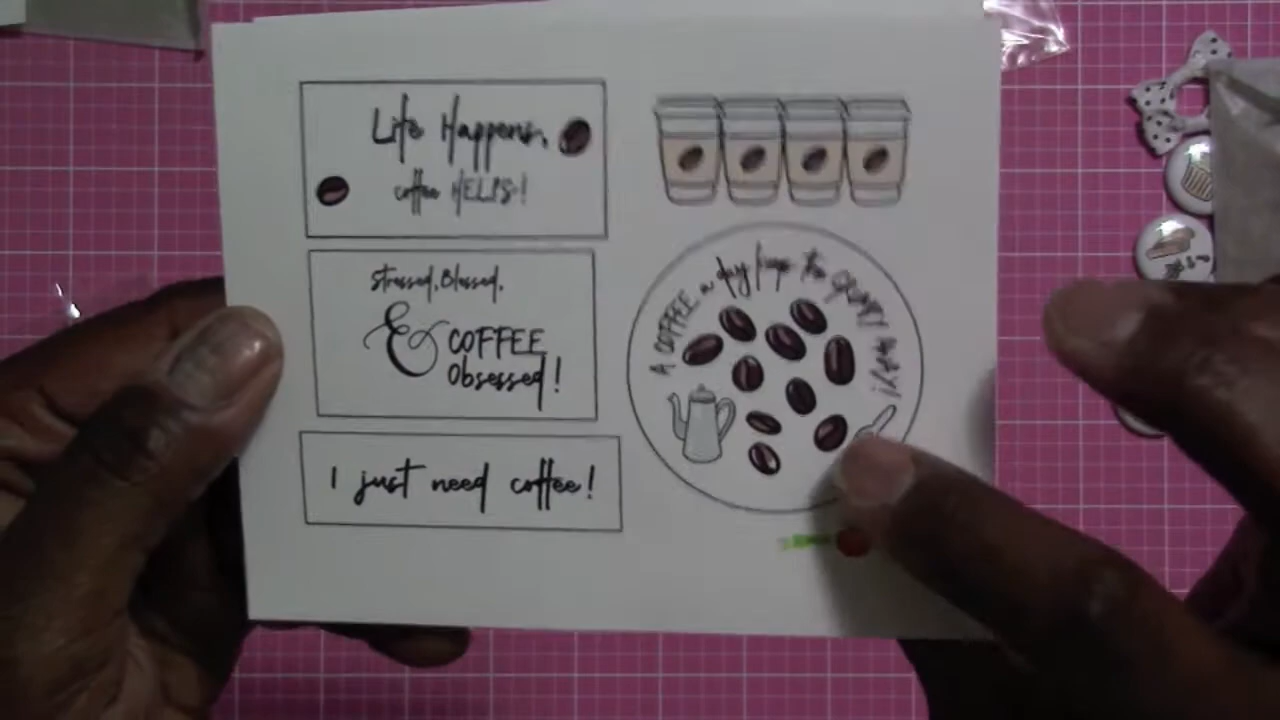 Life Happens,
coffee HELPS!
Stressed, Blessed,
& COFFEE
Obsessed!
I just need coffee!
A COFFEE a day keeps the GRUMPY AWAY!